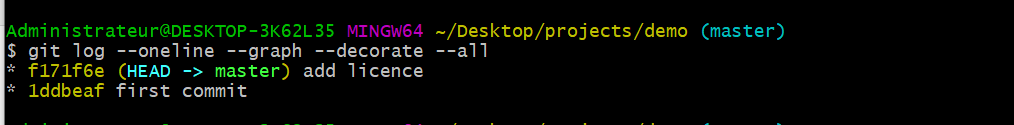 Administrateur@DESKTOP-3K62L35 MINGW64 ~/Desktop/projects/demo (master)
$ git log --oneline --graph --decorate --all
* f171f6e (HEAD -> master) add licence
* 1ddbeaf first commit